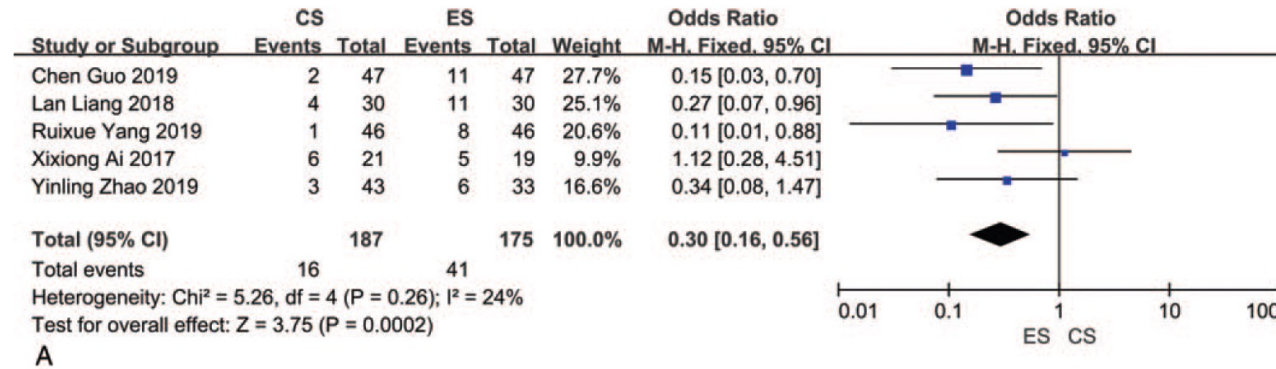 CS ES Odds Ratio Odds Ratio
Study or Subgroup Events Total Events Total Weight M-H, Fixed, 95% CI M-H, Fixed, 95% CI
Chen Guo 2019 2 47 11 47 27.7% 0.15 [0.03, 0.70]
Lan Liang 2018 4 30 11 30 25.1% 0.27 [0.07, 0.96]
Ruixue Yang 2019 1 46 8 46 20.6% 0.11 [0.01, 0.88]
Xixiong Ai 2017 6 21 5 19 9.9% 1.12 [0.28, 4.51]
Yinling Zhao 2019 3 43 6 33 16.6% 0.34 [0.08, 1.47]
Total (95% CI) 187 175 100.0% 0.30 [0.16, 0.56]
Total events 16 41
Heterogeneity: Chi² = 5.26, df = 4 (P = 0.26); I² = 24%
Test for overall effect: Z = 3.75 (P = 0.0002)
0.01 0.1 1 10 100
ES CS
A